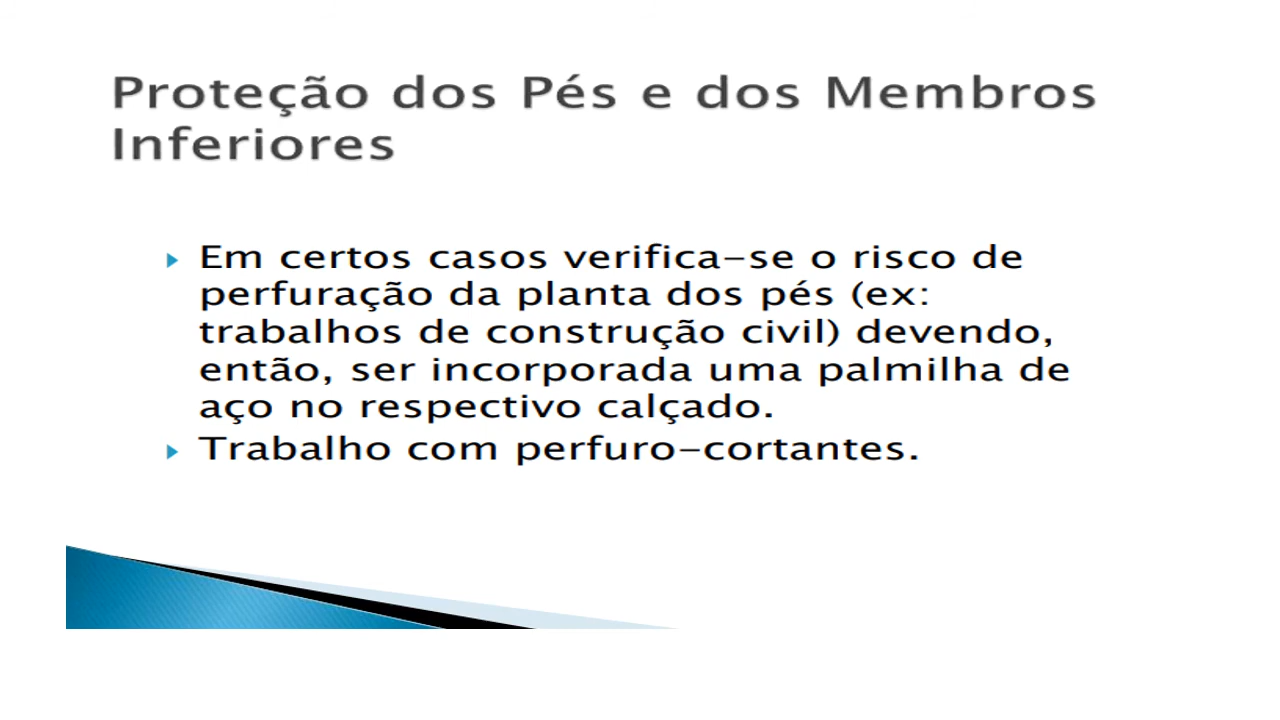 Proteção dos Pés e dos Membros
Inferiores
Em certos casos verifica-se o risco de
perfuração da planta dos pés (ex:
trabalhos de construção civil) devendo,
então, ser incorporada uma palmilha de
aço no respectivo calçado.
Trabalho com perfuro-cortantes.